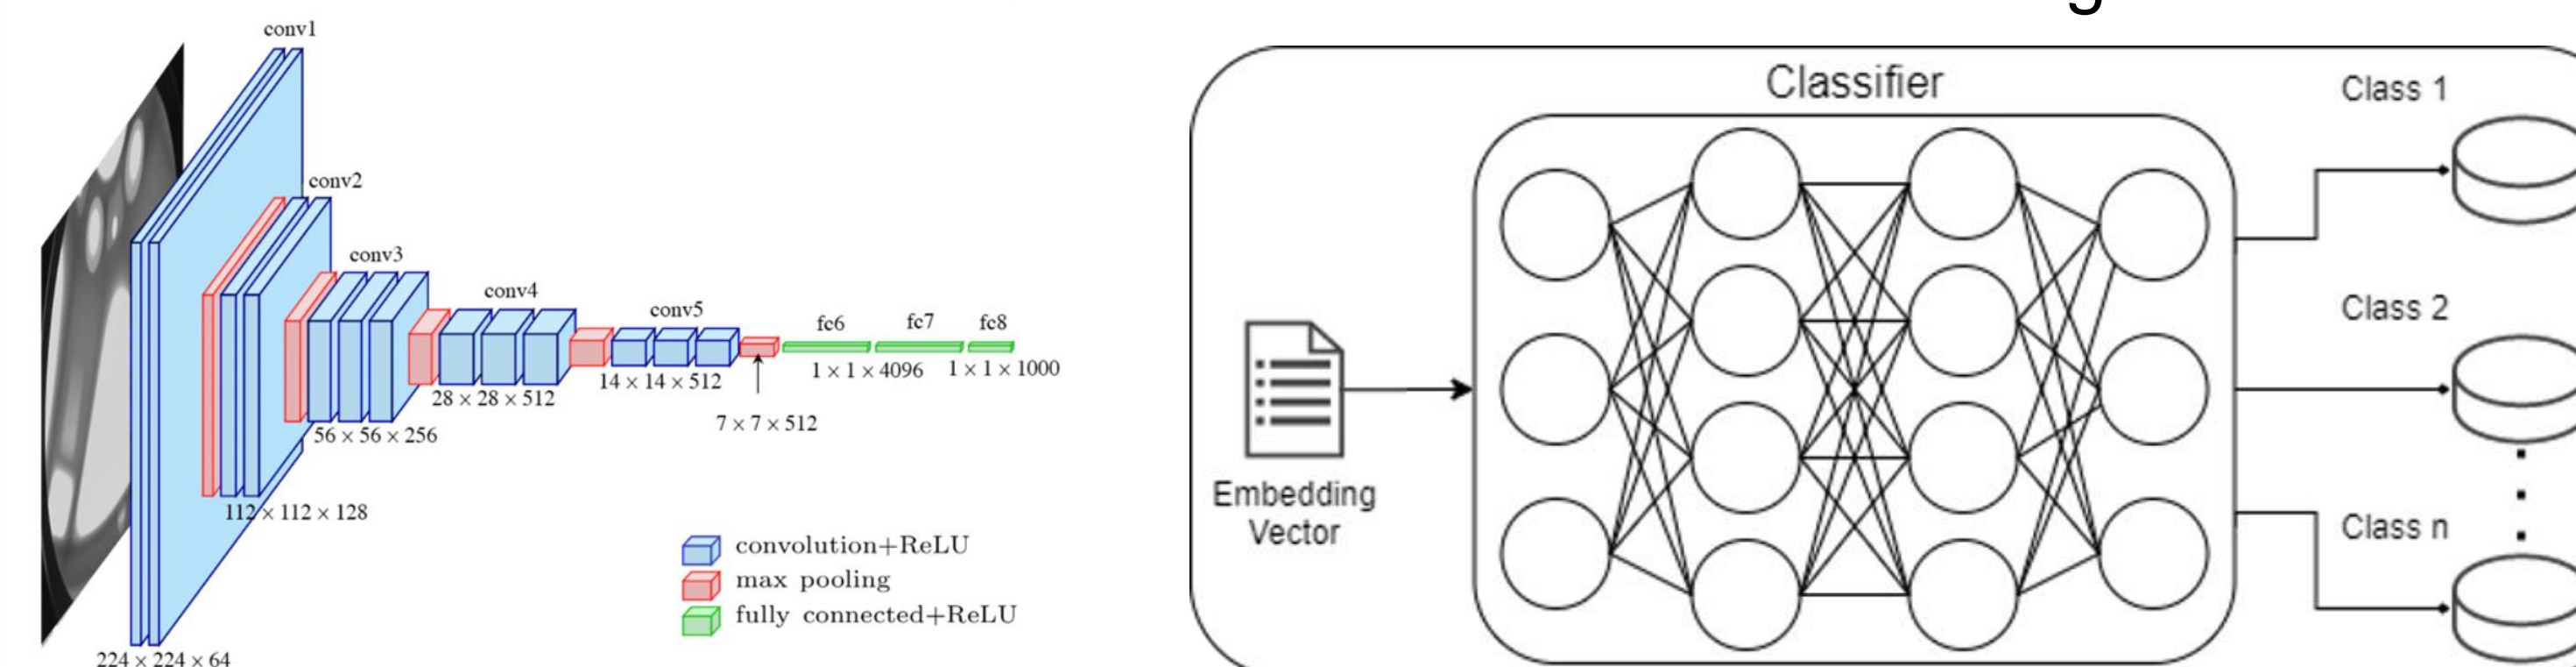 conv1
conv2
conv3
conv4
conv5
fc6
fc7
fc8
1 × 1 × 4096
1 × 1 × 1000
14 × 14 × 512
28 × 28 × 512
7 × 7 × 512
56 × 56 × 256
112 × 112 × 128
224 × 224 × 64
convolution+ReLU
max pooling
fully connected+ReLU
Classifier
Embedding
Vector
Class 1
Class 2
Class n